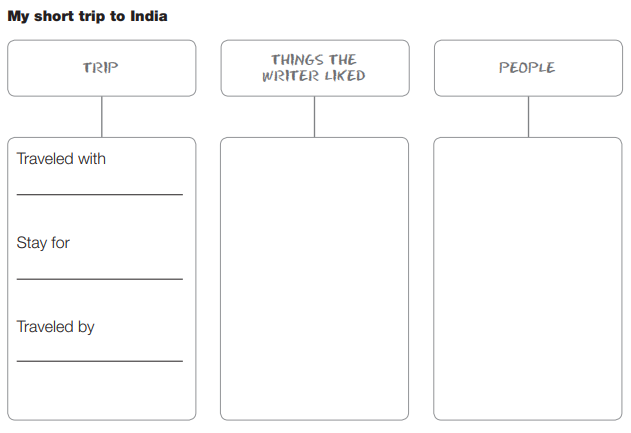 My short trip to India
TRIP
THINGS THE
WRITER LIKED
PEOPLE
Traveled with
Stay for
Traveled by